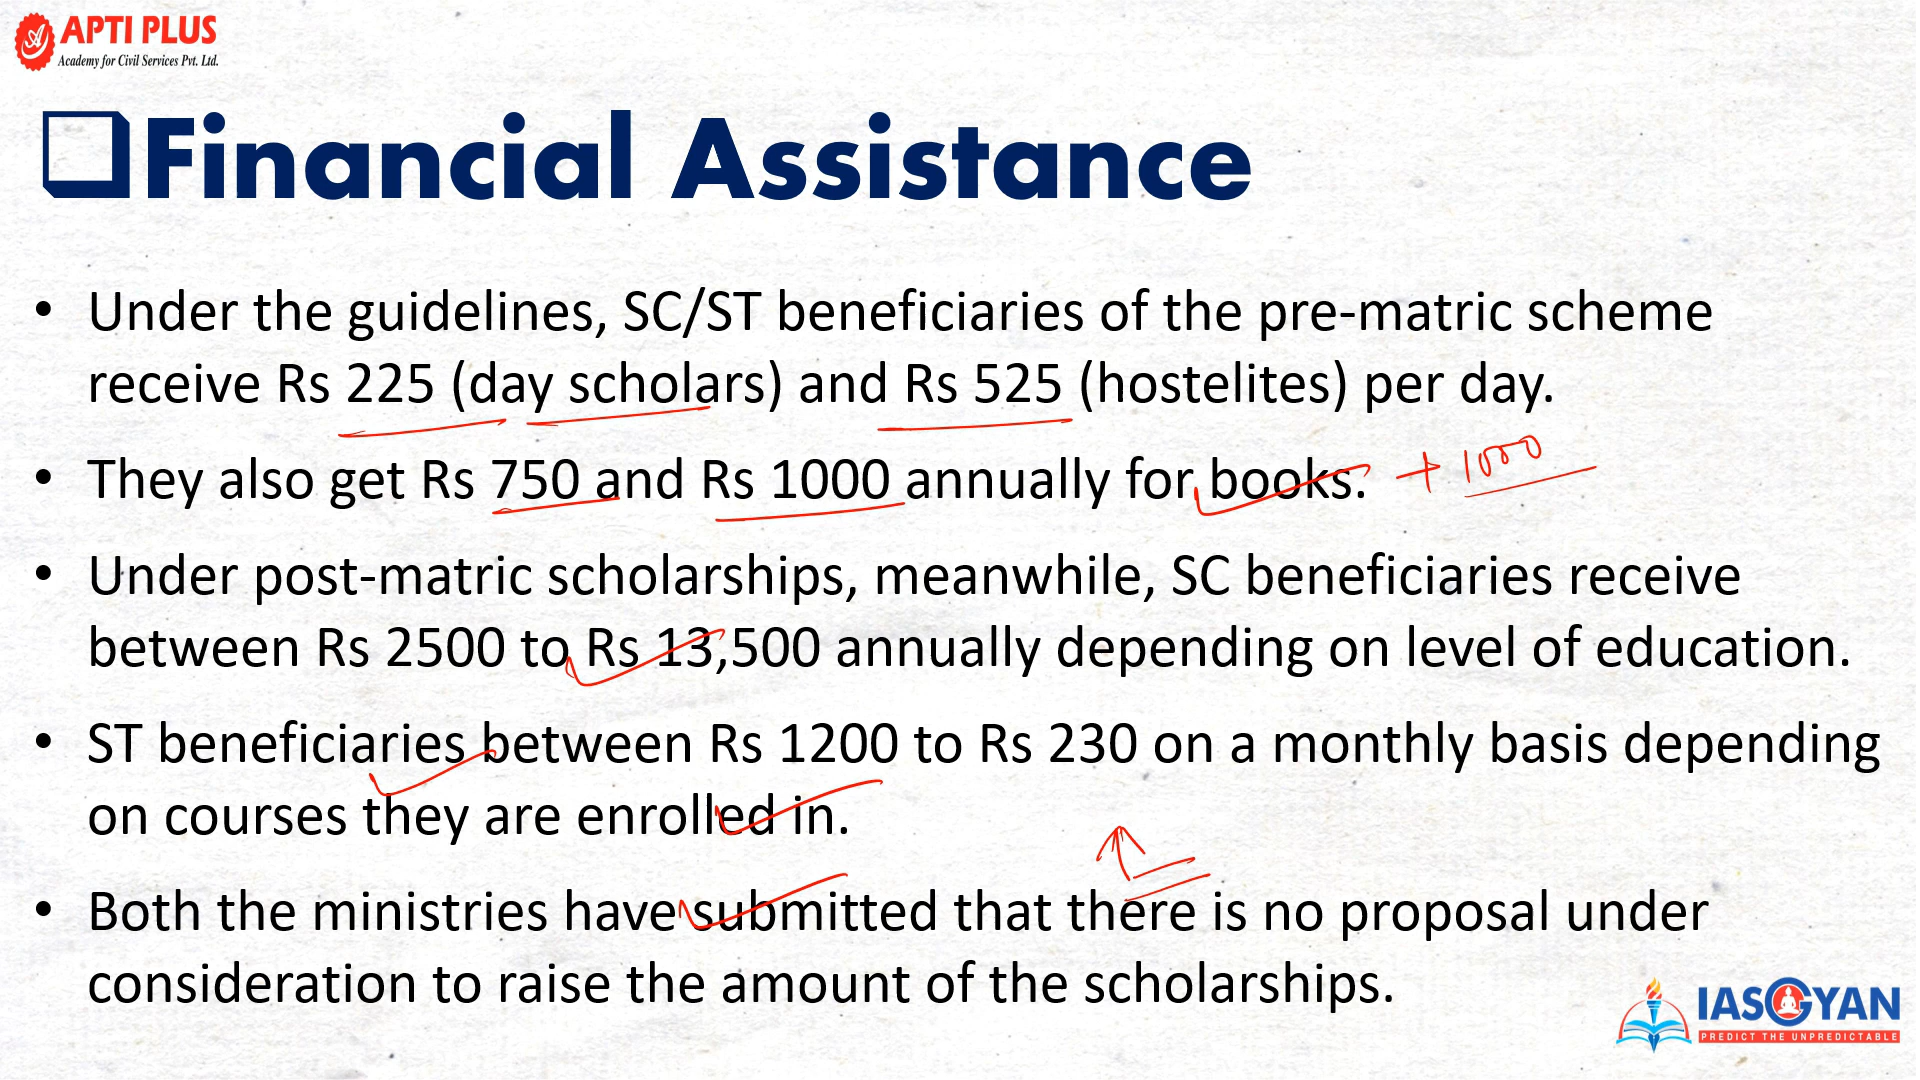 APTI PLUS
Academy for Civil Services Pvt. Ltd.
Financial Assistance
• Under the guidelines, SC/ST beneficiaries of the pre-matric scheme
receive Rs 225 (day scholars) and Rs 525 (hostelites) per day.
• They also get Rs 750 and Rs 1000 annually for books. + 1000
• Under post-matric scholarships, meanwhile, SC beneficiaries receive
between Rs 2500 to Rs 13,500 annually depending on level of education.
• ST beneficiaries between Rs 1200 to Rs 230 on a monthly basis depending
on courses they are enrolled in.
• Both the ministries have submitted that there is no proposal under
consideration to raise the amount of the scholarships.
IASGYAN
PREDICT THE UNPREDICTABLE